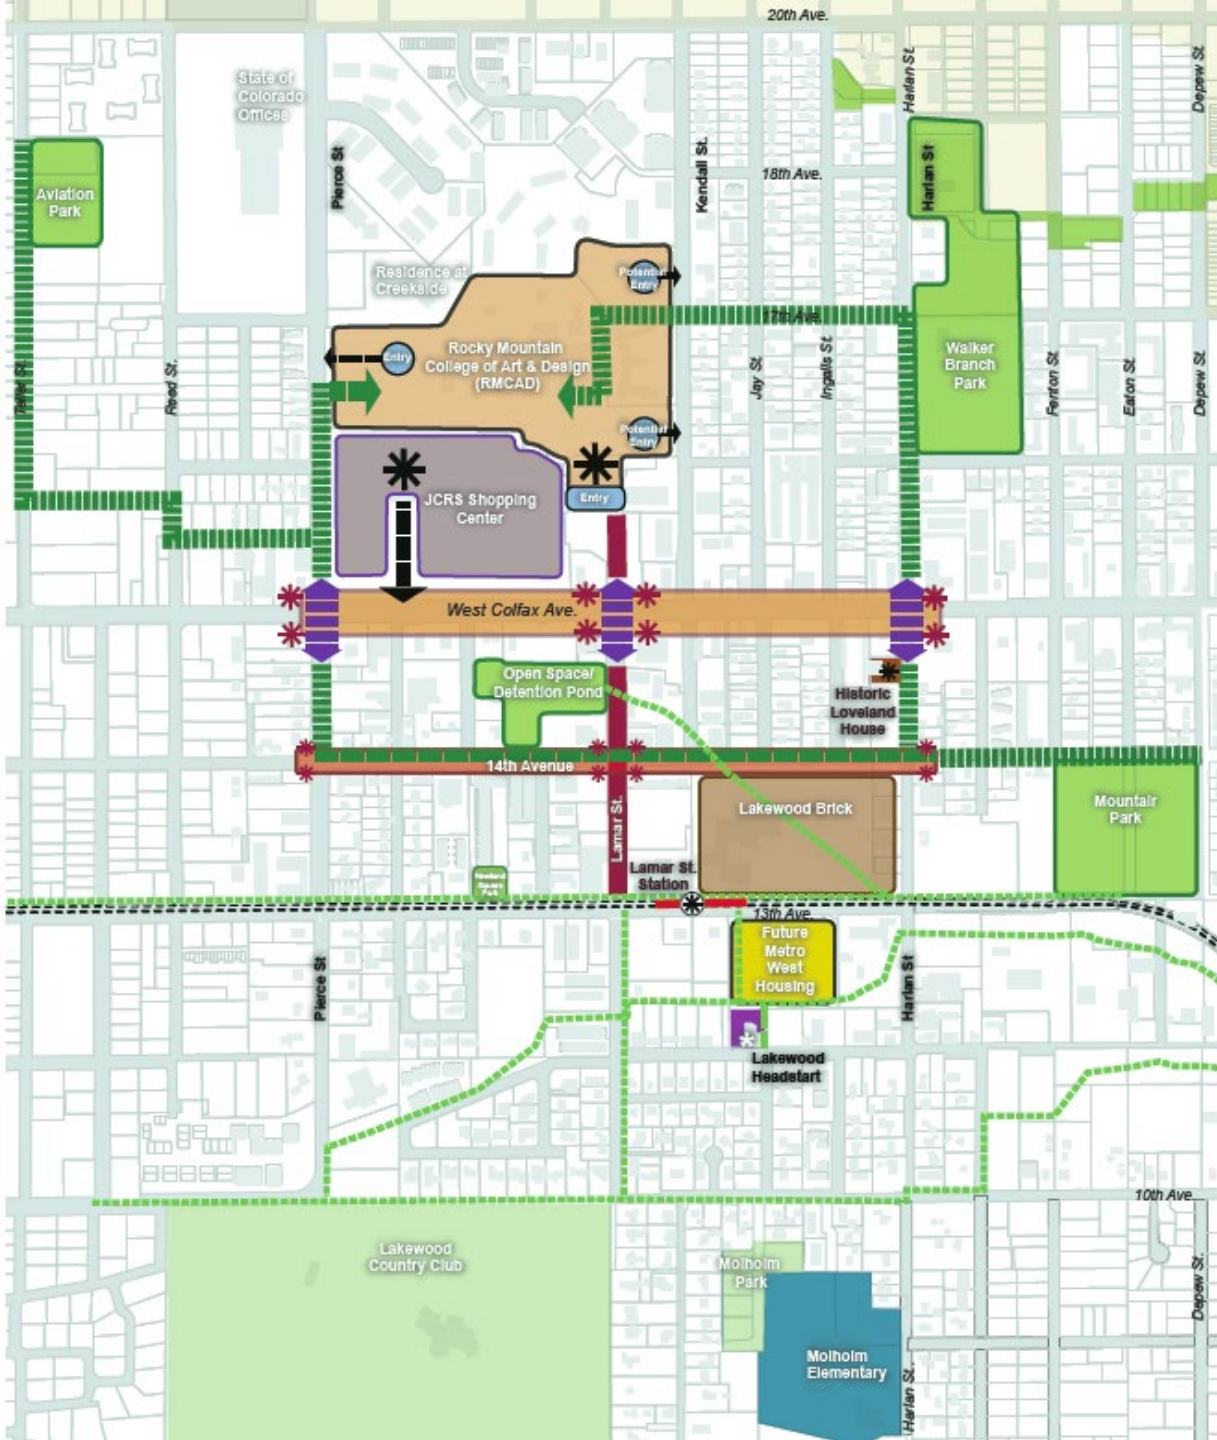 20th Ave.
Harlan St.
Depew St.
State of
Colorado
Offices
Pierce St
Kendall St.
18th Ave.
Harlan St
Aviation
Park
Residence at
Creekside
Potential
Entry
17th Ave.
Entry
Rocky Mountain
College of Art & Design
(RMCAD)
Walker
Branch
Park
Reed St.
Jay St
Ingalls St.
Fenton St.
Eaton St.
Depew St.
Potential
Entry
JCRS Shopping
Center
Entry
West Colfax Ave.
Open Space/
Detention Pond
Historic
Loveland
House
14th Avenue
Lamar St.
Lakewood Brick
Mountair
Park
Lamar St.
Station
13th Ave.
Future
Metro
West
Housing
Pierce St
Harlan St
Lakewood
Headstart
10th Ave.
Lakewood
Country Club
Molholm
Park
Depew St.
Molholm
Elementary
Harlan St.